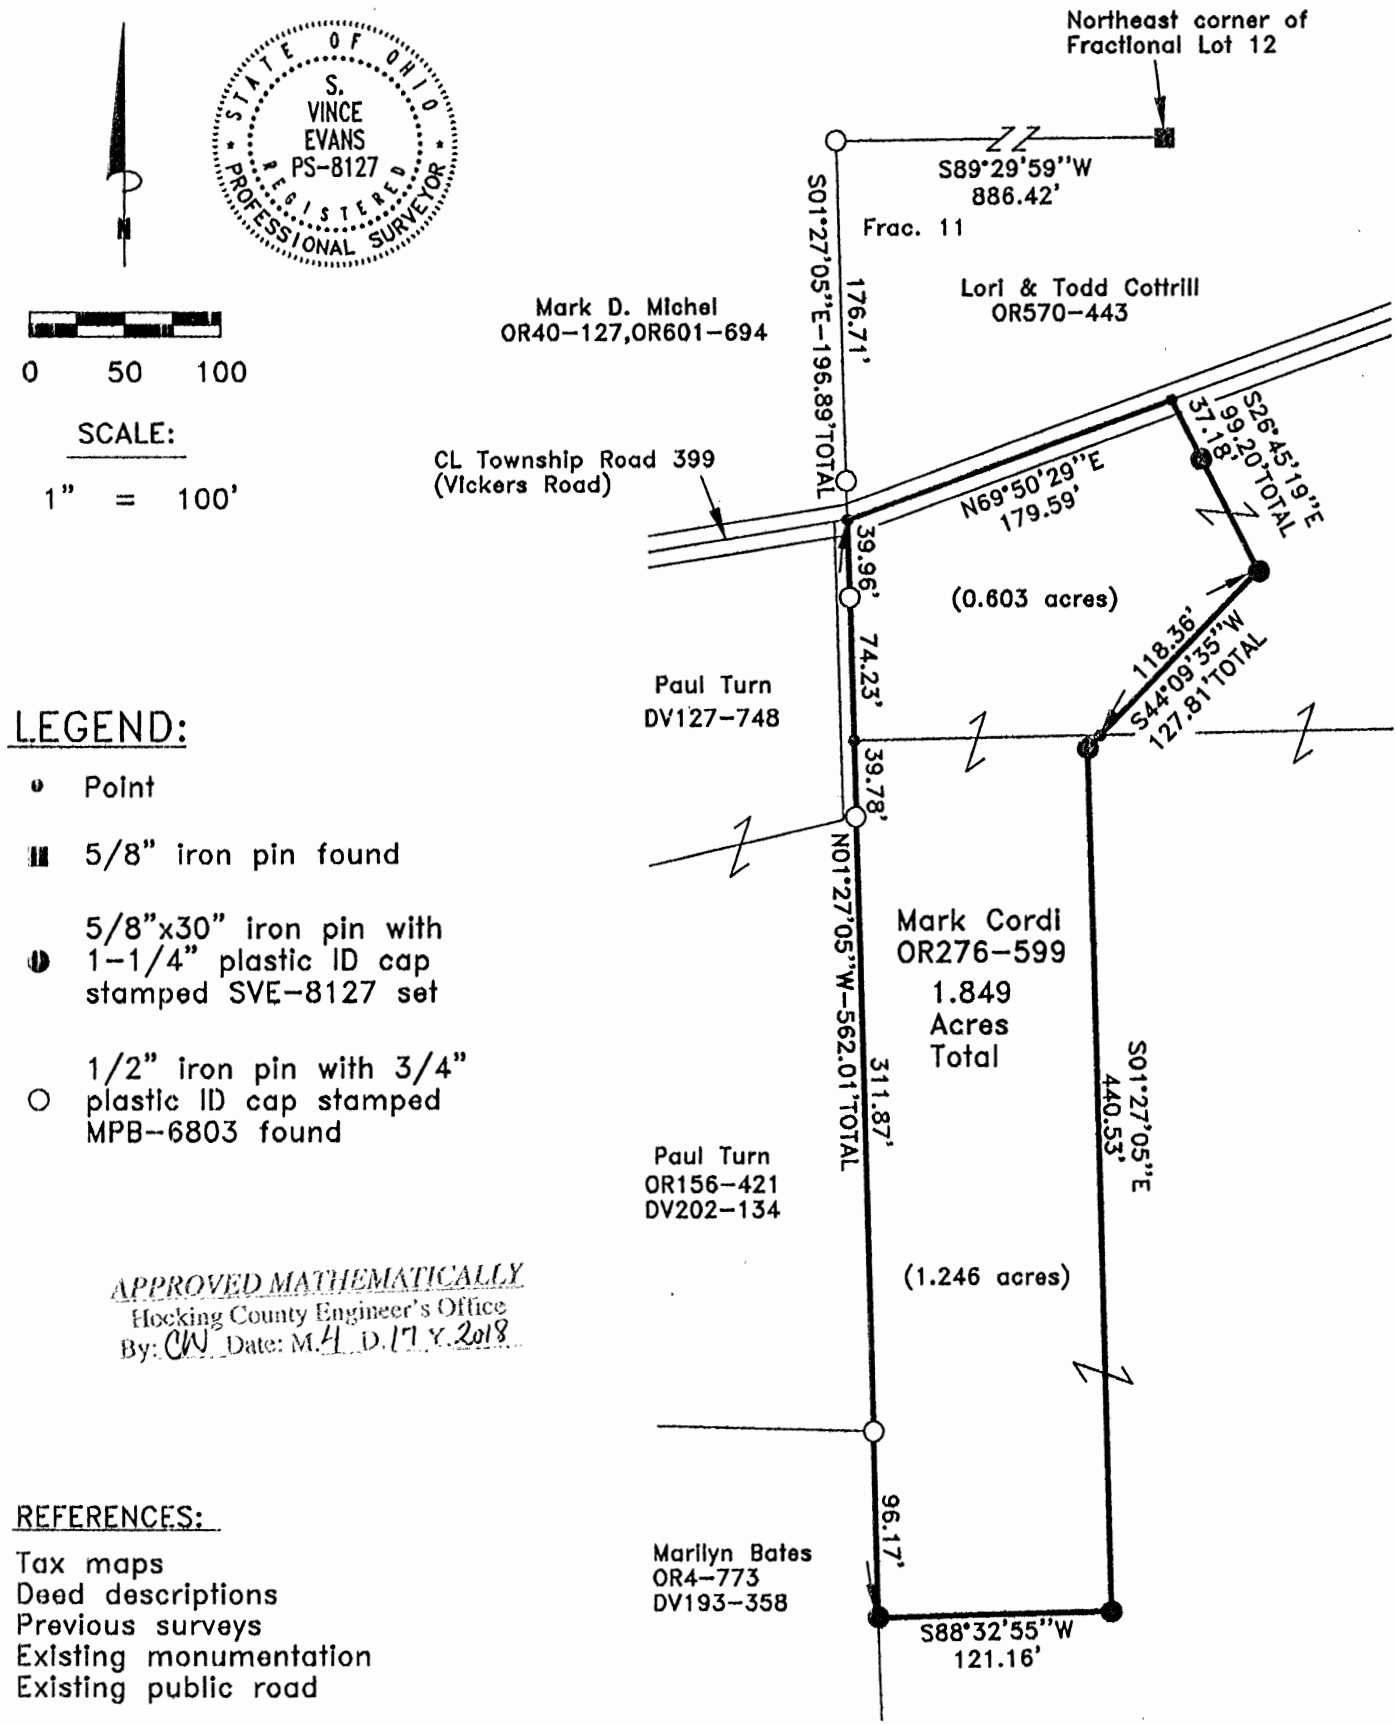 Northeast corner of
Fractional Lot 12
STATE OF OHIO
S.
VINCE
EVANS
PS-8127
REGISTERED
* PROFESSIONAL SURVEYOR *
N
S89°29'59"W
886.42'
Frac. 11
S01°27'05"E-196.89'TOTAL
176.71'
Mark D. Michel
OR40-127,OR601-694
Lori & Todd Cottrill
OR570-443
0 50 100
SCALE:
1" = 100'
CL Township Road 399
(Vickers Road)
N69°50'29"E
179.59'
S26°45'19"E
99.20'TOTAL
37.18'
39.96'
(0.603 acres)
118.36'
S44°09'35"W
127.81'TOTAL
74.23'
Paul Turn
DV127-748
39.78'
LEGEND:
Point
5/8" iron pin found
5/8"x30" iron pin with
1-1/4" plastic ID cap
stamped SVE-8127 set
1/2" iron pin with 3/4"
plastic ID cap stamped
MPB-6803 found
N01°27'05"W-562.01'TOTAL
Mark Cordi
OR276-599
1.849
Acres
Total
311.87'
S01°27'05"E
440.53'
Paul Turn
OR156-421
DV202-134
(1.246 acres)
APPROVED MATHEMATICALLY
Hocking County Engineer's Office
By: CW Date: M.4 D.17 Y.2018
96.17'
Marilyn Bates
OR4-773
DV193-358
S88°32'55"W
121.16'
REFERENCES:
Tax maps
Deed descriptions
Previous surveys
Existing monumentation
Existing public road